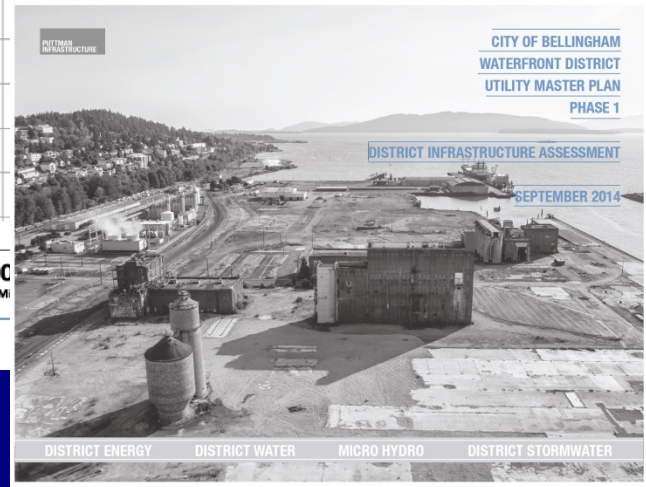 PUTTMAN
INFRASTRUCTURE
CITY OF BELLINGHAM
WATERFRONT DISTRICT
UTILITY MASTER PLAN
PHASE 1
DISTRICT INFRASTRUCTURE ASSESSMENT
SEPTEMBER 2014
DISTRICT ENERGY DISTRICT WATER MICRO HYDRO DISTRICT STORMWATER